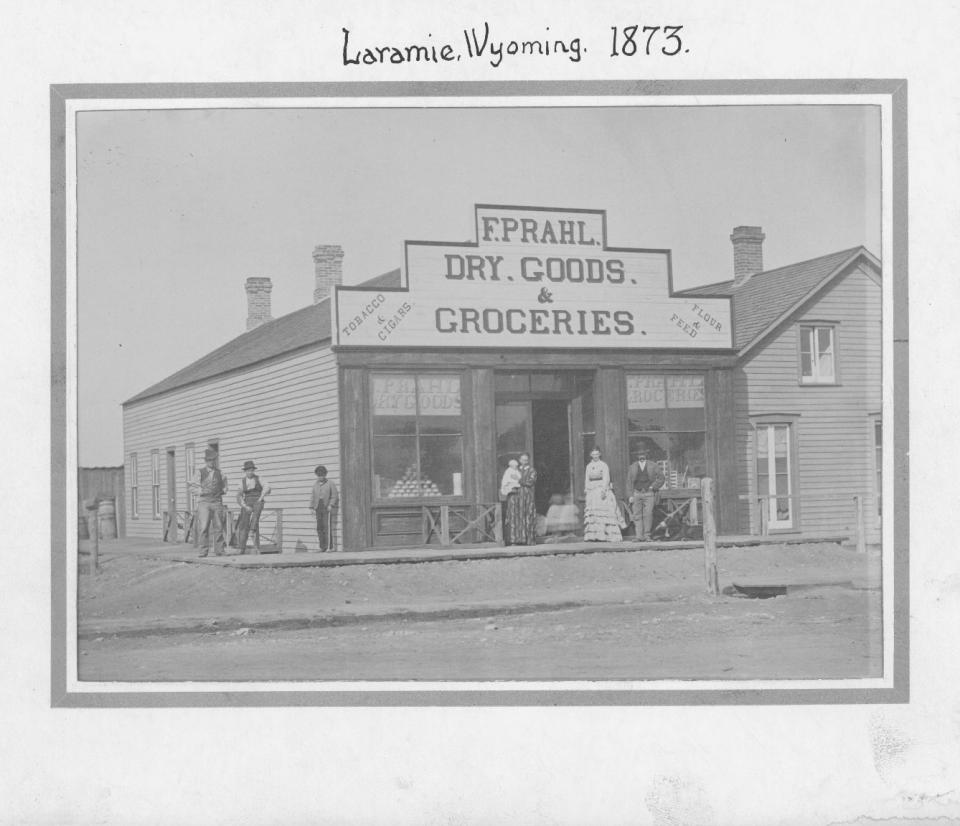 Laramie, Wyoming. 1873.
F. PRAHL.
DRY. GOODS.
&
GROCERIES.
TOBACCO
&
CIGARS.
FLOUR
&
FEED
F. PRAHL
DRY GOODS
F. PRAHL
GROCERIES